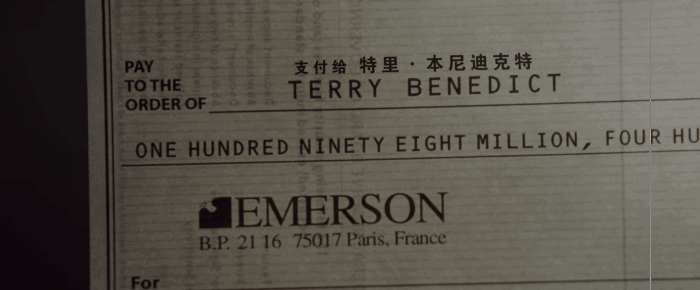 PAY
TO THE
ORDER OF
支付给 特里·本尼迪克特
TERRY BENEDICT
ONE HUNDRED NINETY EIGHT MILLION, FOUR HU
EMERSON
B.P. 21 16 75017 Paris, France
For